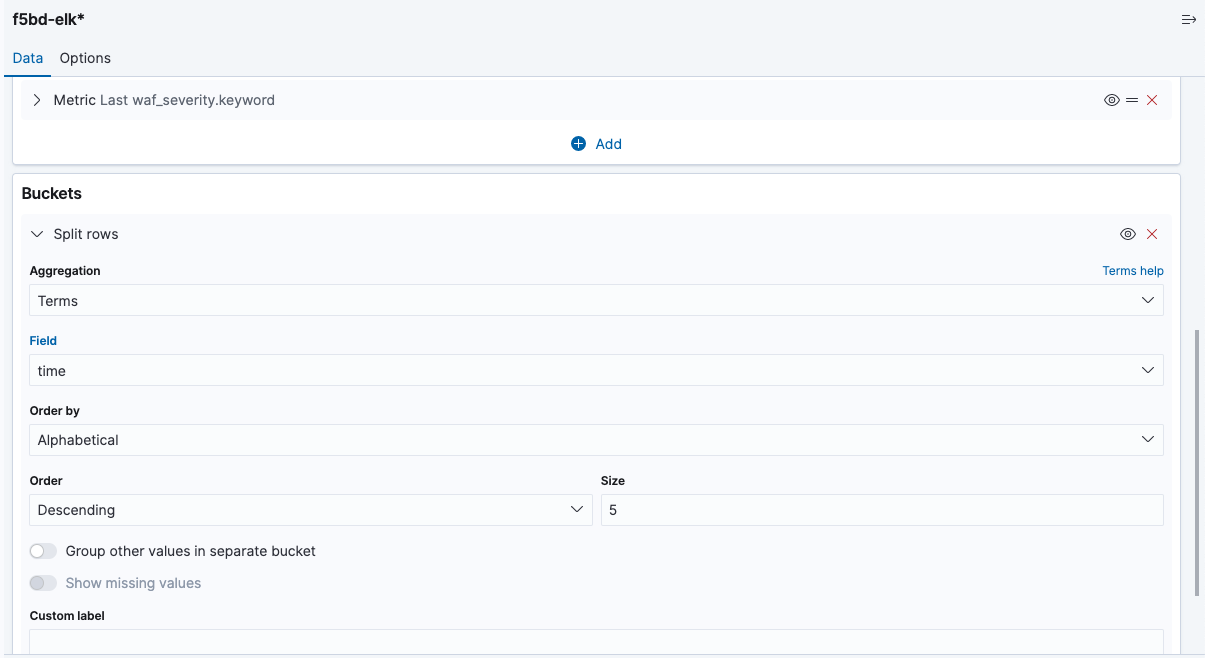 f5bd-elk*
Data Options
Metric Last waf_severity.keyword
Add
Buckets
Split rows
Aggregation Terms help
Terms
Field
time
Order by
Alphabetical
Order Size
Descending 5
Group other values in separate bucket
Show missing values
Custom label